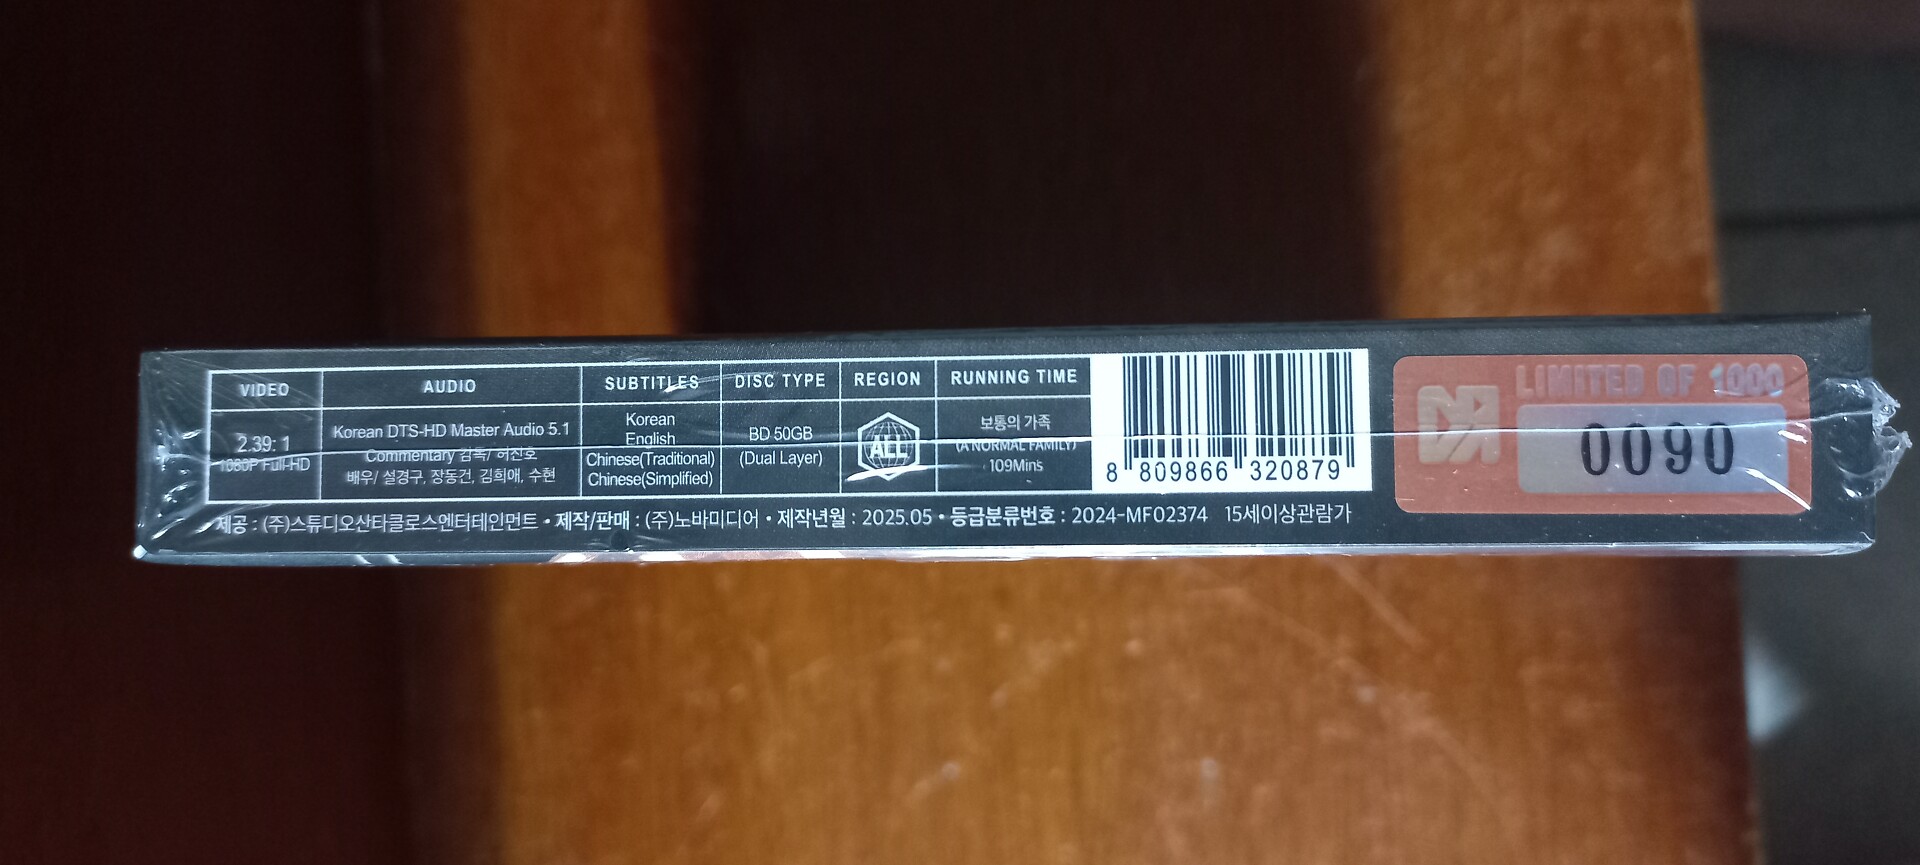 VIDEO
2.39: 1
1080P Full-HD
AUDIO
Korean DTS-HD Master Audio 5.1
Commentary 감독/ 허진호
배우/ 설경구, 장동건, 김희애, 수현
SUBTITLES
Korean
English
Chinese(Traditional)
Chinese(Simplified)
DISC TYPE
BD 50GB
(Dual Layer)
REGION
ALL
RUNNING TIME
보통의 가족
(A NORMAL FAMILY)
109Mins
8 809866 320879
LIMITED OF 1000
0090
제공 : (주)스튜디오산타클로스엔터테인먼트 • 제작/판매 : (주)노바미디어 • 제작년월 : 2025.05 • 등급분류번호 : 2024-MF02374 15세이상관람가